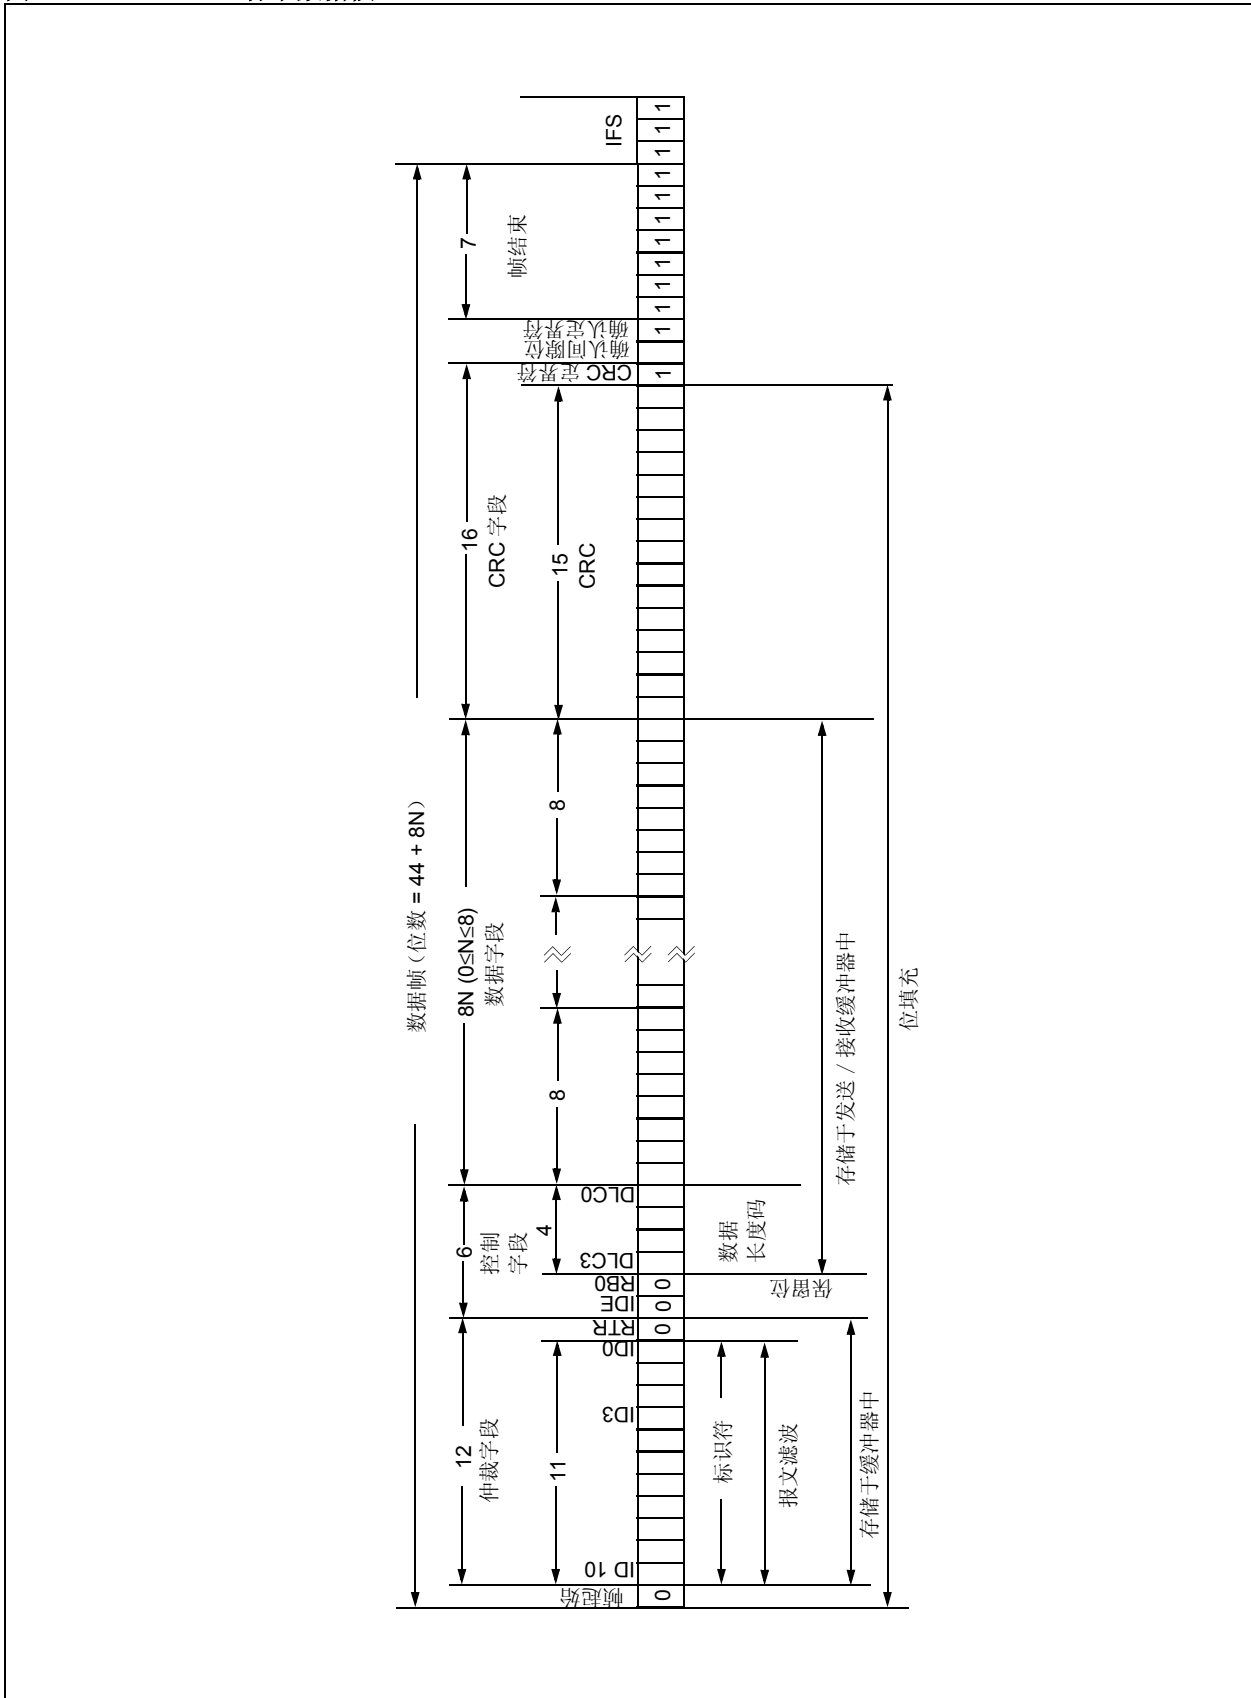 IFS
1 1 1
1 1 1 1 1 1 1
7
帧结束
确认定界符
1
确认间隙位
CRC 定界符
1
16
CRC 字段
15
CRC
数据帧（位数 = 44 + 8N）
8N (0≤N≤8)
数据字段
8
8
存储于发送 / 接收缓冲器中
位填充
6
控制
字段
4
DLC0
DLC3
数据
长度码
RB0
0
保留位
IDE
0
RTR
0
ID0
ID3
12
仲裁字段
11
标识符
报文滤波
存储于缓冲器中
ID 10
帧起始
0